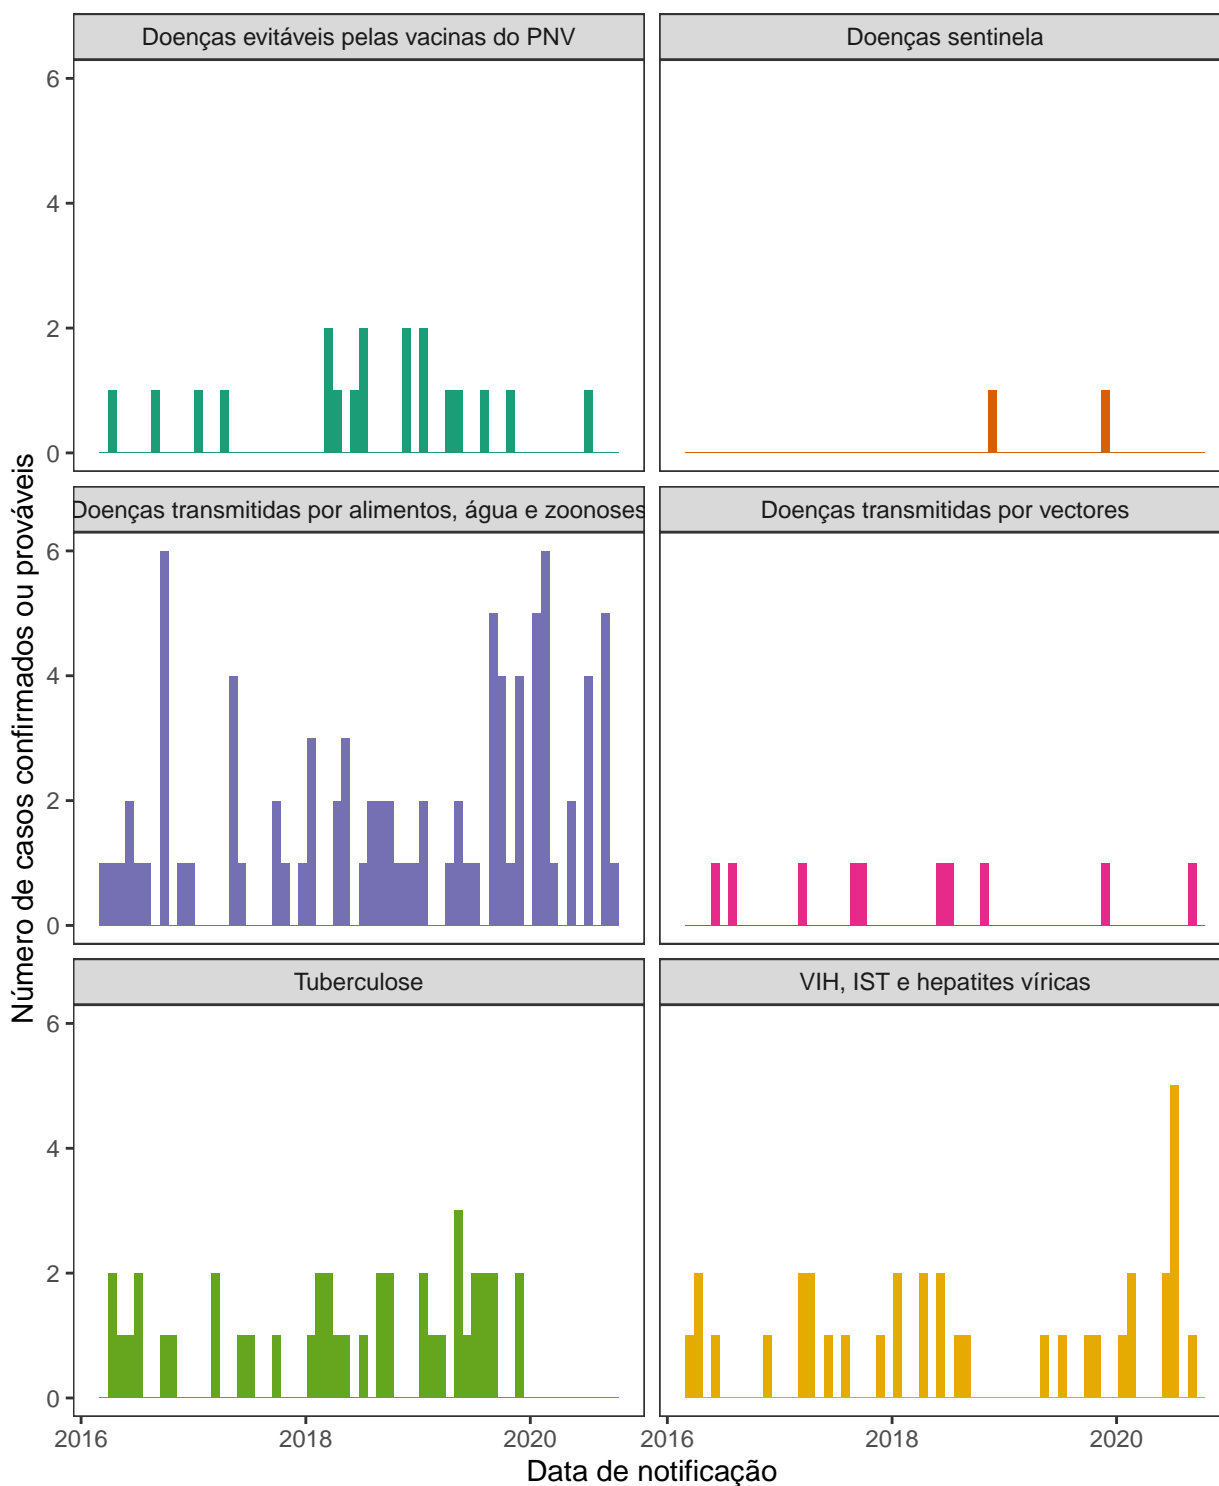 Doenças evitáveis pelas vacinas do PNV
Doenças sentinela
6
4
2
0
Doenças transmitidas por alimentos, água e zoonoses
Doenças transmitidas por vectores
6
4
2
0
Número de casos confirmados ou prováveis
Tuberculose
VIH, IST e hepatites víricas
6
4
2
0
2016
2018
2020
2016
2018
2020
Data de notificação